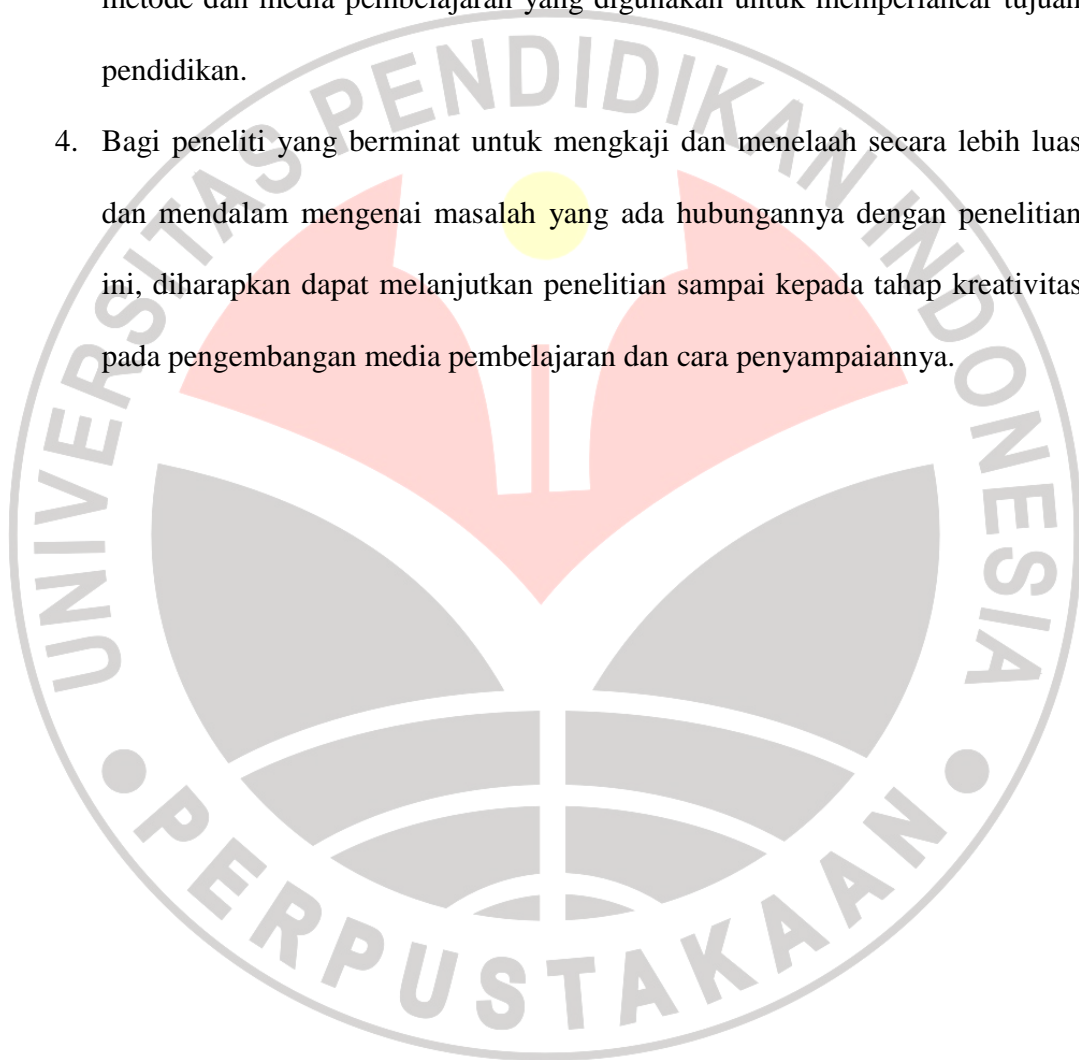 metode dan media pembelajaran yang digunakan untuk memperlancar tujuan
pendidikan.
4. Bagi peneliti yang berminat untuk mengkaji dan menelaah secara lebih luas
dan mendalam mengenai masalah yang ada hubungannya dengan penelitian
ini, diharapkan dapat melanjutkan penelitian sampai kepada tahap kreativitas
pada pengembangan media pembelajaran dan cara penyampaiannya.
UNIVERSITAS PENDIDIKAN INDONESIA
PERPUSTAKAAN